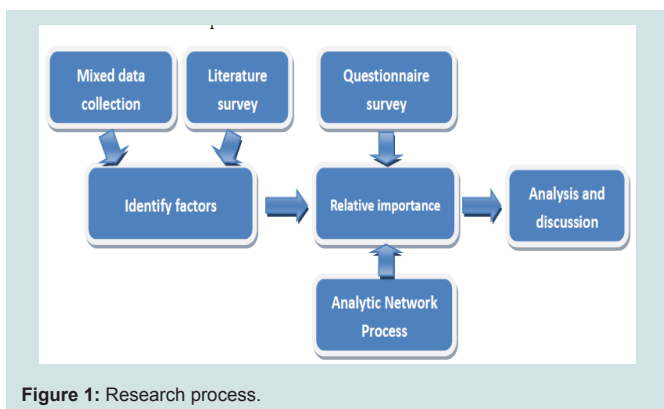 Mixed data
collection
Literature
survey
Questionnaire
survey
Identify factors
Relative importance
Analysis and
discussion
Analytic Network
Process
Figure 1: Research process.